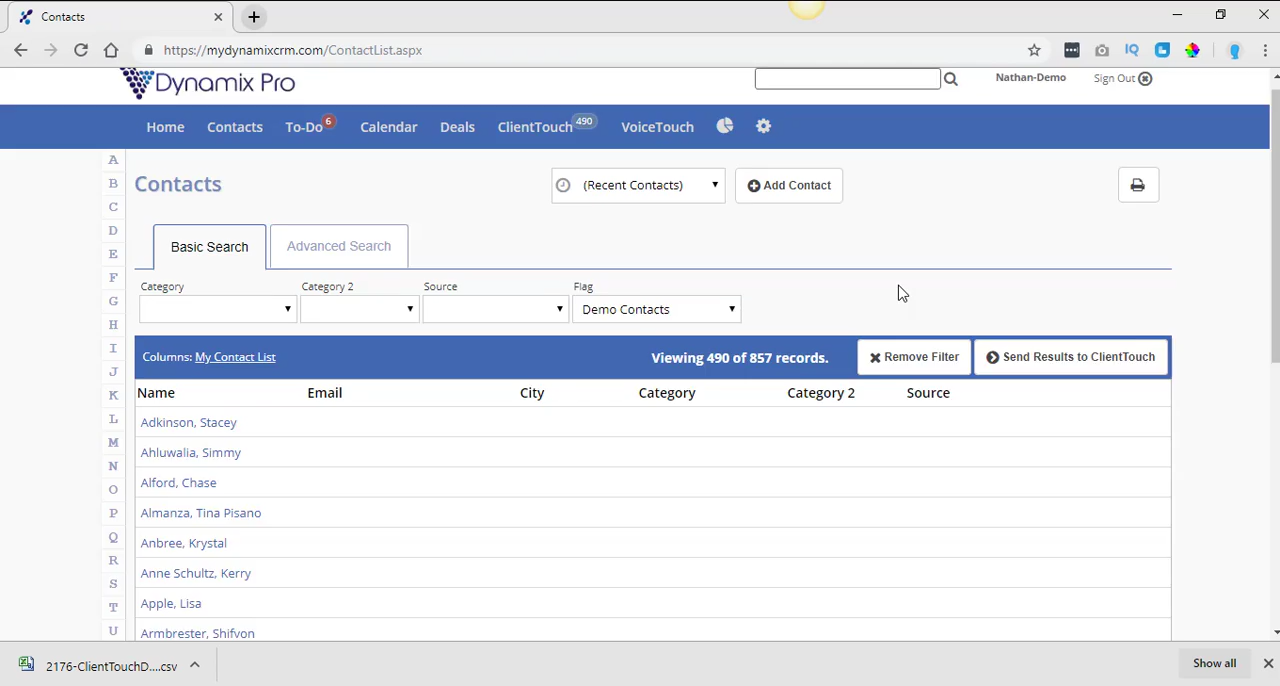 Contacts
https://mydynamixcrm.com/ContactList.aspx
IQ
Dynamix Pro
Nathan-Demo
Sign Out
Home
Contacts
To-Do
6
Calendar
Deals
ClientTouch
490
VoiceTouch
Contacts
(Recent Contacts)
Add Contact
Basic Search
Advanced Search
Category
Category 2
Source
Flag
Demo Contacts
Columns: My Contact List
Viewing 490 of 857 records.
Remove Filter
Send Results to ClientTouch
Name
Email
City
Category
Category 2
Source
Adkinson, Stacey
Ahluwalia, Simmy
Alford, Chase
Almanza, Tina Pisano
Anbree, Krystal
Anne Schultz, Kerry
Apple, Lisa
Armbrester, Shifvon
A
B
C
D
E
F
G
H
I
J
K
L
M
N
O
P
Q
R
S
T
U
2176-ClientTouchD....csv
Show all